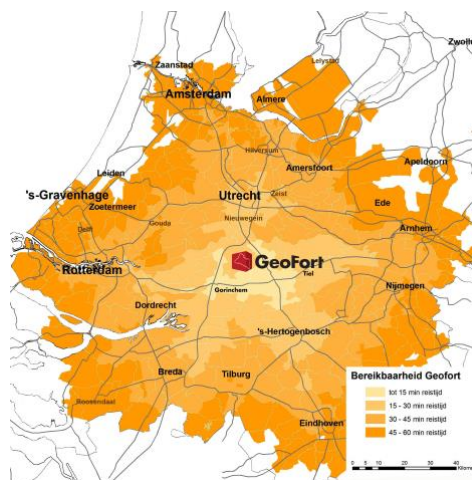 Zwolle
Lelystad
Zaanstad
Amsterdam
Almere
Hilversum
Leiden
Amersfoort
Apeldoorn
's-Gravenhage
Utrecht
Zeist
Zoetermeer
Ede
Nieuwegein
Gouda
Delft
Arnhem
GeoFort
Rotterdam
Tiel
Gorinchem
Nijmegen
Dordrecht
's-Hertogenbosch
Breda
Tilburg
Roosendaal
Eindhoven
Bereikbaarheid Geofort
tot 15 min reistijd
15 - 30 min reistijd
30 - 45 min reistijd
45 - 60 min reistijd
0 5 10 20 30 40